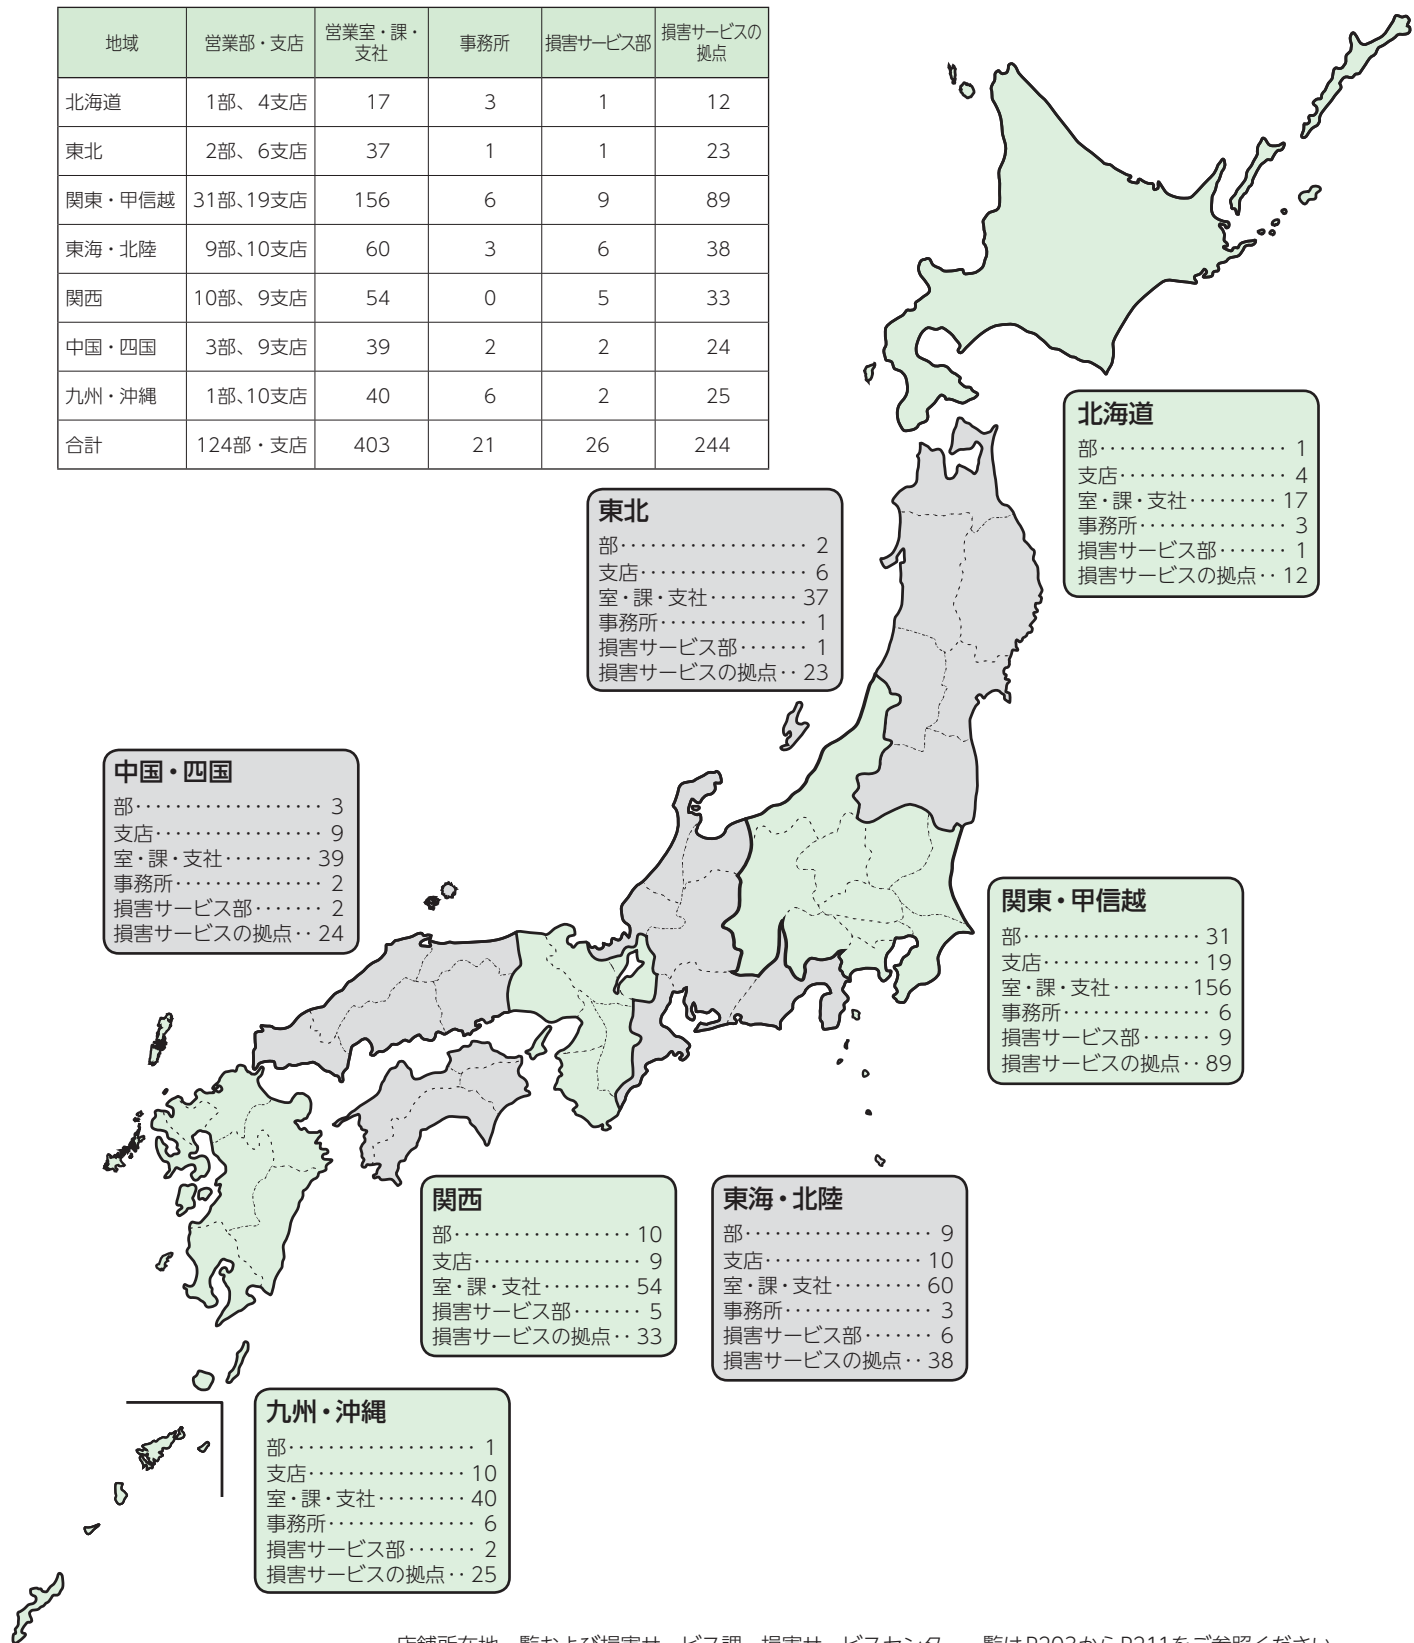 地域 営業部・支店 営業室・課・支社 事務所 損害サービス部 損害サービスの拠点
北海道 1部、4支店 17 3 1 12
東北 2部、6支店 37 1 1 23
関東・甲信越 31部、19支店 156 6 9 89
東海・北陸 9部、10支店 60 3 6 38
関西 10部、9支店 54 0 5 33
中国・四国 3部、9支店 39 2 2 24
九州・沖縄 1部、10支店 40 6 2 25
合計 124部・支店 403 21 26 244
北海道
部・・・・・・・・・・・・・・・・・・・ 1
支店・・・・・・・・・・・・・・・・・ 4
室・課・支社・・・・・・・・・ 17
事務所・・・・・・・・・・・・・・・ 3
損害サービス部・・・・・・・ 1
損害サービスの拠点・・ 12
東北
部・・・・・・・・・・・・・・・・・・・ 2
支店・・・・・・・・・・・・・・・・・ 6
室・課・支社・・・・・・・・・ 37
事務所・・・・・・・・・・・・・・・ 1
損害サービス部・・・・・・・ 1
損害サービスの拠点・・ 23
中国・四国
部・・・・・・・・・・・・・・・・・・・ 3
支店・・・・・・・・・・・・・・・・・ 9
室・課・支社・・・・・・・・・ 39
事務所・・・・・・・・・・・・・・・ 2
損害サービス部・・・・・・・ 2
損害サービスの拠点・・ 24
関東・甲信越
部・・・・・・・・・・・・・・・・・・ 31
支店・・・・・・・・・・・・・・・・ 19
室・課・支社・・・・・・・・156
事務所・・・・・・・・・・・・・・・ 6
損害サービス部・・・・・・・ 9
損害サービスの拠点・・ 89
関西
部・・・・・・・・・・・・・・・・・・ 10
支店・・・・・・・・・・・・・・・・・ 9
室・課・支社・・・・・・・・・ 54
損害サービス部・・・・・・・ 5
損害サービスの拠点・・ 33
東海・北陸
部・・・・・・・・・・・・・・・・・・・ 9
支店・・・・・・・・・・・・・・・・ 10
室・課・支社・・・・・・・・・ 60
事務所・・・・・・・・・・・・・・・ 3
損害サービス部・・・・・・・ 6
損害サービスの拠点・・ 38
九州・沖縄
部・・・・・・・・・・・・・・・・・・・ 1
支店・・・・・・・・・・・・・・・・ 10
室・課・支社・・・・・・・・・ 40
事務所・・・・・・・・・・・・・・・ 6
損害サービス部・・・・・・・ 2
損害サービスの拠点・・ 25